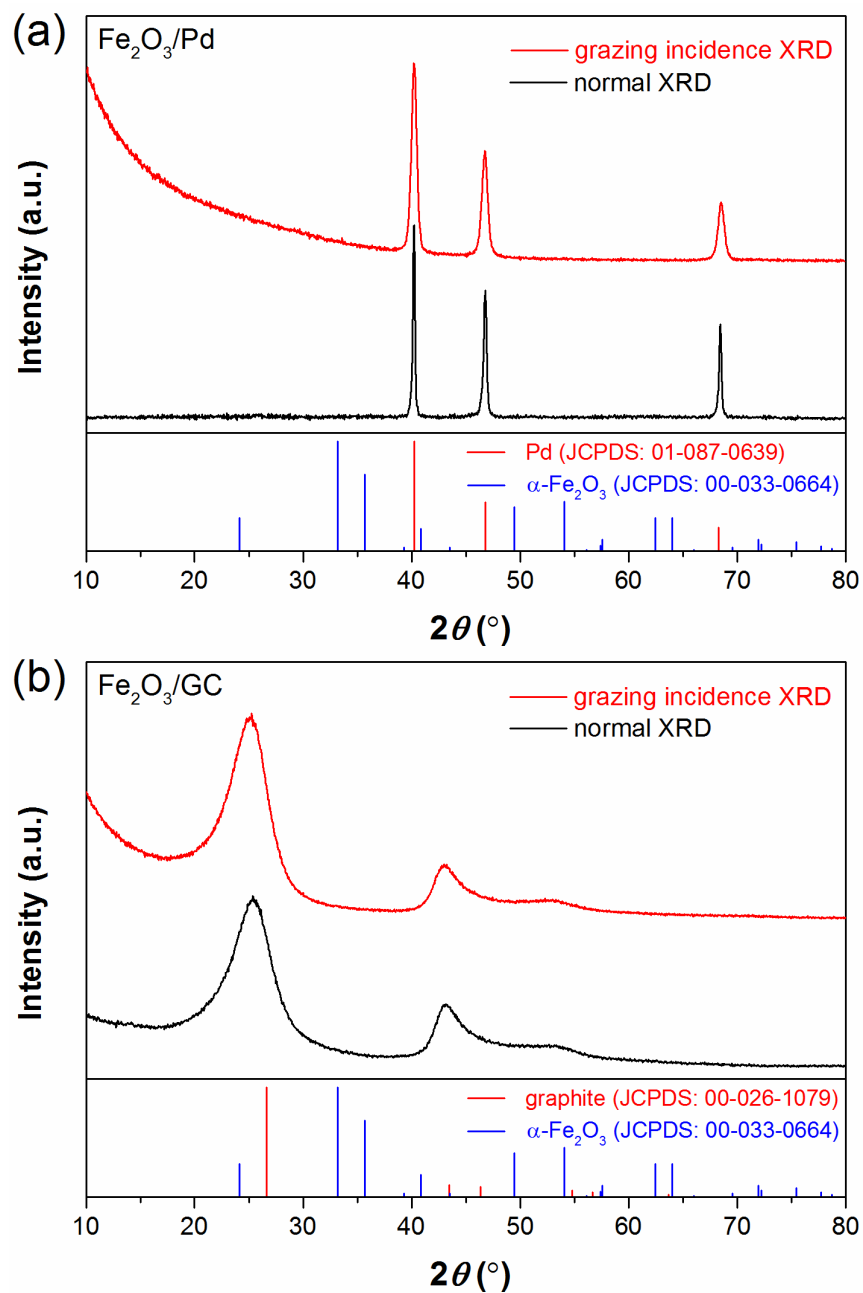 (a)
Fe₂O₃/Pd
grazing incidence XRD
normal XRD
Intensity (a.u.)
Pd (JCPDS: 01-087-0639)
α-Fe₂O₃ (JCPDS: 00-033-0664)
10 20 30 40 50 60 70 80
2θ (°)
(b)
Fe₂O₃/GC
grazing incidence XRD
normal XRD
Intensity (a.u.)
graphite (JCPDS: 00-026-1079)
α-Fe₂O₃ (JCPDS: 00-033-0664)
10 20 30 40 50 60 70 80
2θ (°)